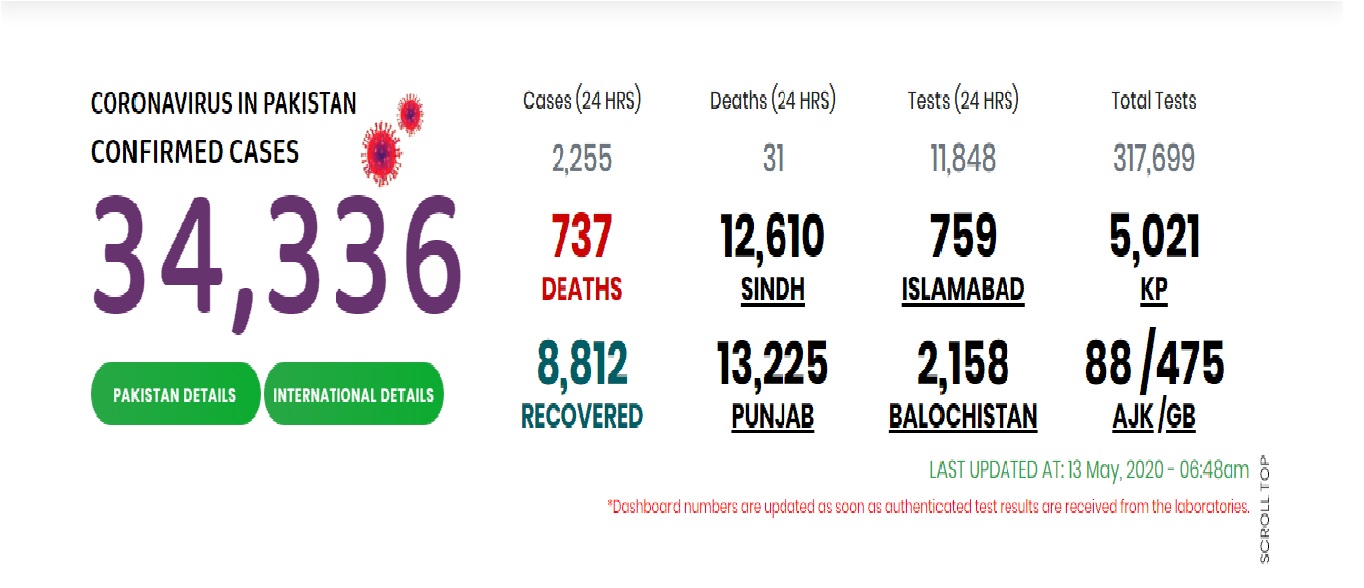 CORONAVIRUS IN PAKISTAN
CONFIRMED CASES
34,336
PAKISTAN DETAILS INTERNATIONAL DETAILS
Cases (24 HRS) Deaths (24 HRS) Tests (24 HRS) Total Tests
2,255 31 11,848 317,699
737 12,610 759 5,021
DEATHS SINDH ISLAMABAD KP
8,812 13,225 2,158 88 /475
RECOVERED PUNJAB BALOCHISTAN AJK /GB
LAST UPDATED AT: 13 May, 2020 - 06:48am
*Dashboard numbers are updated as soon as authenticated test results are received from the laboratories.
SCROLL TOP